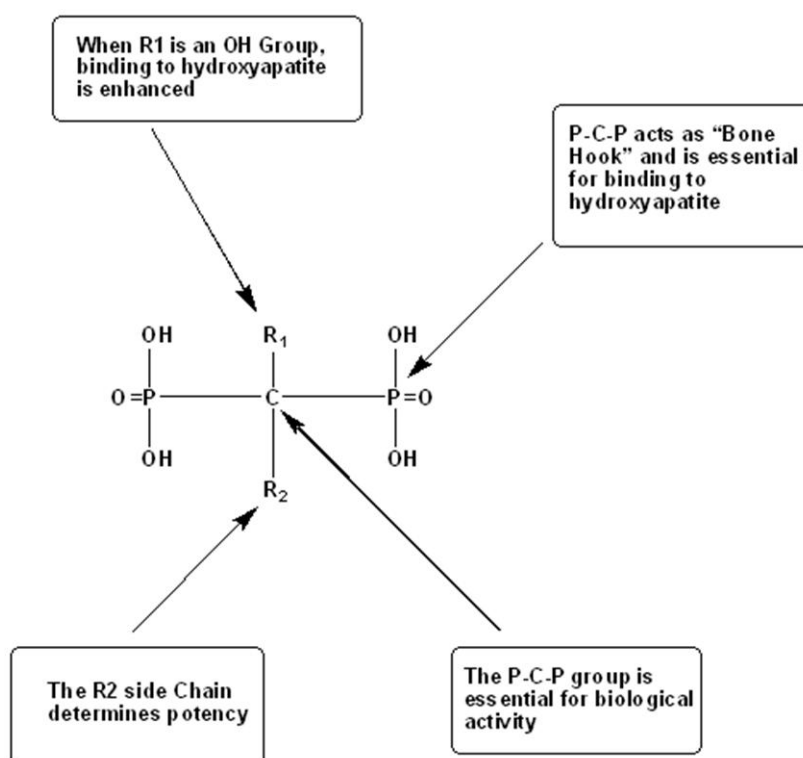 When R1 is an OH Group,
binding to hydroxyapatite
is enhanced
P-C-P acts as “Bone
Hook” and is essential
for binding to
hydroxyapatite
OH R₁ OH
O=P C P=O
OH OH
R₂
The R2 side Chain
determines potency
The P-C-P group is
essential for biological
activity